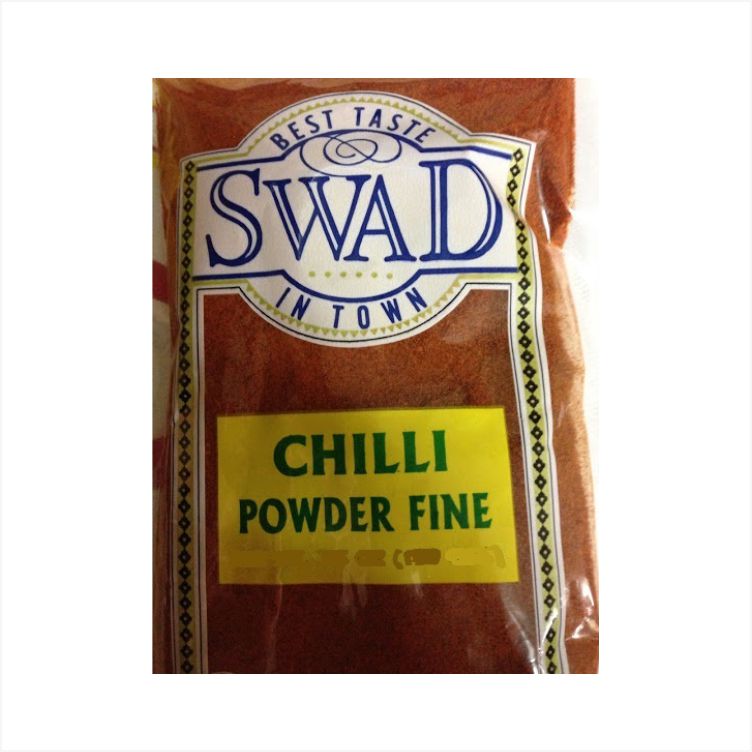 BEST TASTE
SWAD
IN TOWN
CHILLI
POWDER FINE